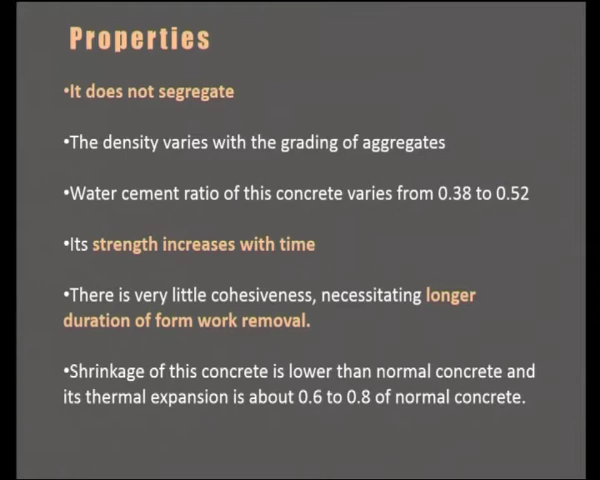 Properties
•It does not segregate
•The density varies with the grading of aggregates
•Water cement ratio of this concrete varies from 0.38 to 0.52
•Its strength increases with time
•There is very little cohesiveness, necessitating longer
duration of form work removal.
•Shrinkage of this concrete is lower than normal concrete and
its thermal expansion is about 0.6 to 0.8 of normal concrete.